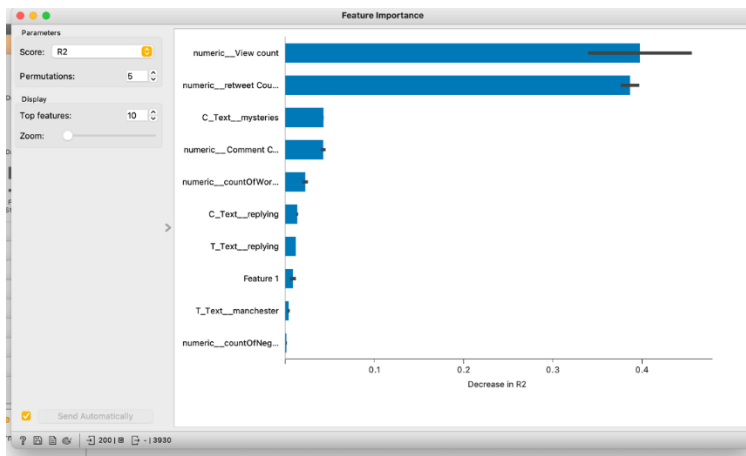 Feature Importance
Parameters
Score: R2
Permutations: 5
Display
Top features: 10
Zoom:
Send Automatically
? 200 | - | 3930
numeric__View count
numeric__retweet Cou...
C_Text__mysteries
numeric__Comment C...
numeric__countOfWor...
C_Text__replying
T_Text__replying
Feature 1
T_Text__manchester
numeric__countOfNeg...
0.1 0.2 0.3 0.4
Decrease in R2